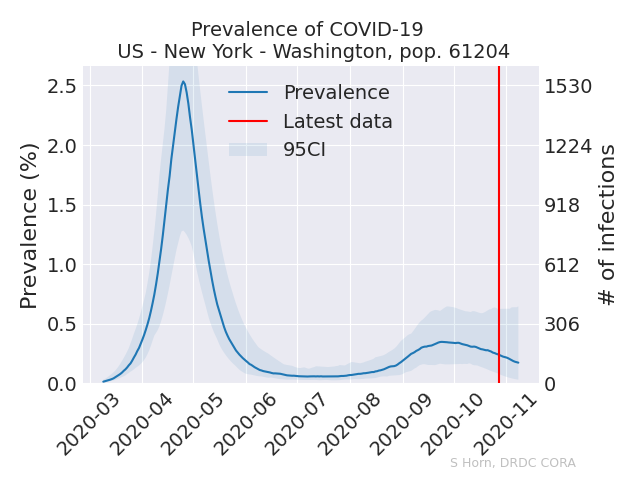 Prevalence of COVID-19
US - New York - Washington, pop. 61204
Prevalence
Latest data
95CI
Prevalence (%)
2.5
2.0
1.5
1.0
0.5
0.0
1530
1224
918
612
306
0
# of infections
2020-03
2020-04
2020-05
2020-06
2020-07
2020-08
2020-09
2020-10
2020-11
S Horn, DRDC CORA